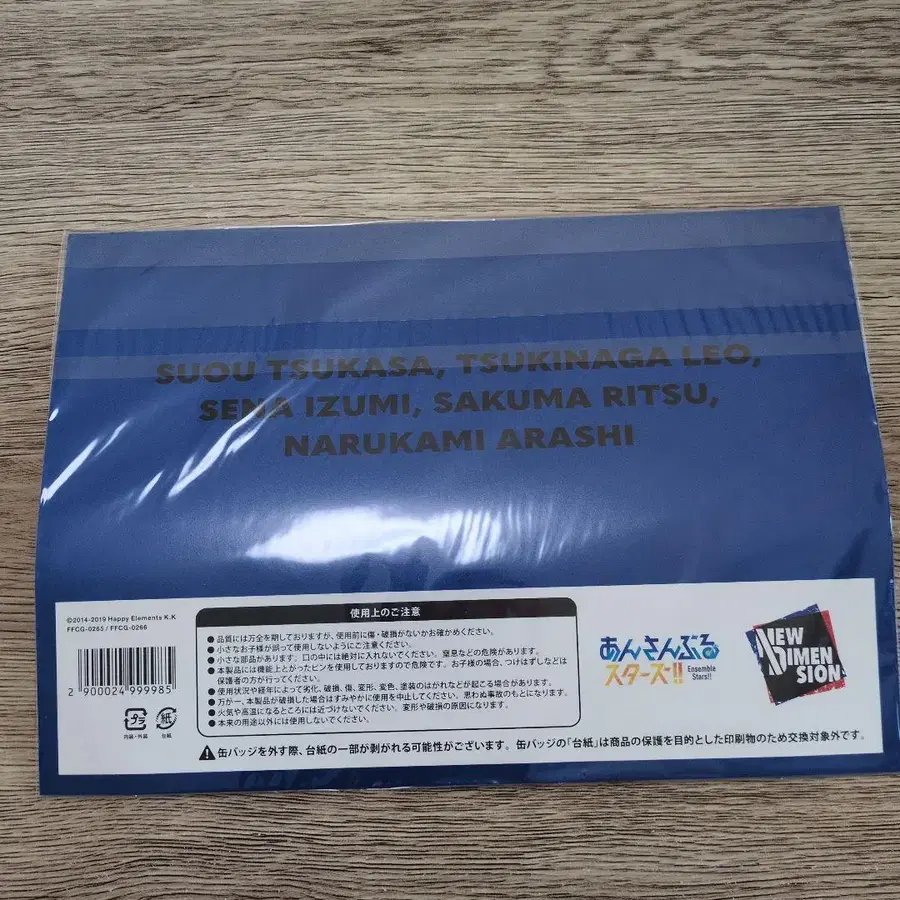 SUOU TSUKASA, TSUKINAGA LEO,
SENA IZUMI, SAKUMA RITSU,
NARUKAMI ARASHI
©2014-2019 Happy Elements K.K
FFCG-0265 / FFCG-0266
2 900024 999985
プラ
内装・外装
紙
台紙
使用上のご注意
● 品質には万全を期しておりますが、使用前に傷・破損がないかお確かめください。
● 小さなお子様が誤って使用しないようにご注意ください。
● 小さな部品があります。口の中には絶対に入れないでください。窒息などの危険があります。
● 本製品には機能上とがったピンを使用しておりますので危険です。お子様の場合、つけはずしなどは
保護者の方が行ってください。
● 使用状況や経年によって劣化、破損、傷、変形、変色、塗装のはがれなどが起こる場合があります。
● 万が一、本製品が破損した場合はすみやかに使用を中止してください。思わぬ事故のもとになります。
● 火気や高温になるところには近づけないでください。変形や破損の原因になります。
● 本来の用途以外には使用しないでください。
あんさんぶる
スターズ!!
Ensemble
Stars!!
NEW
DIMEN
SION
缶バッジを外す際、台紙の一部が剥がれる可能性がございます。缶バッジの「台紙」は商品の保護を目的とした印刷物のため交換対象外です。